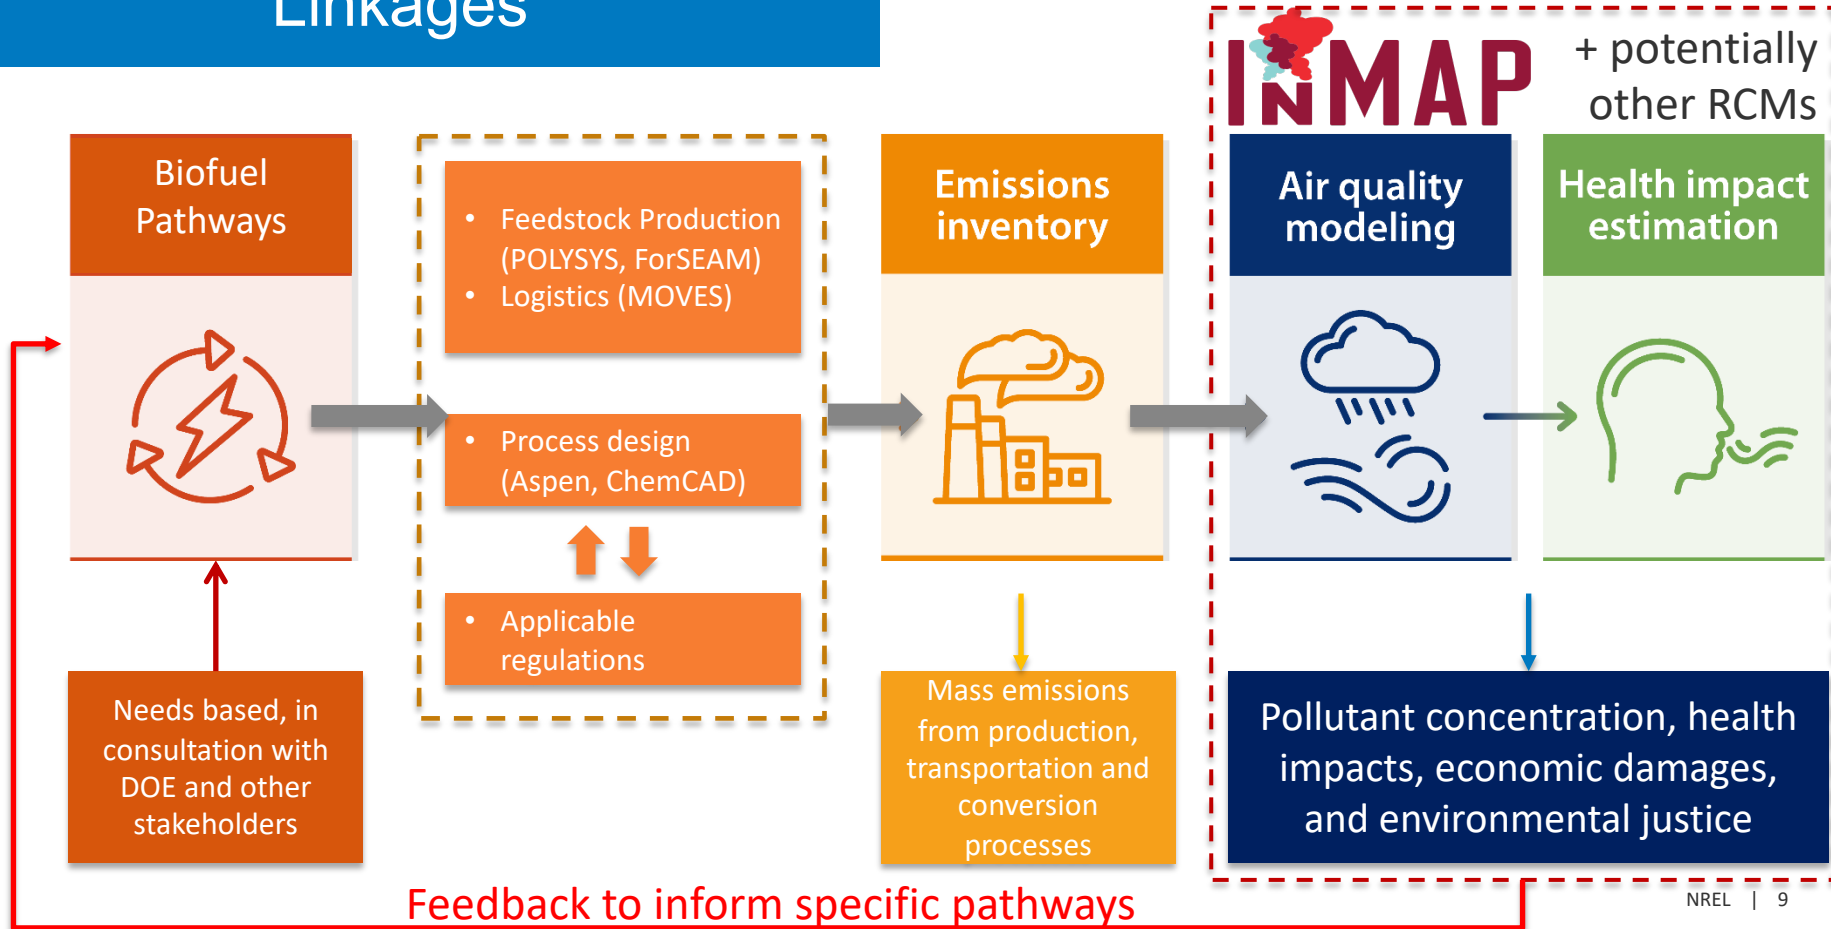 Linkages
INMAP
+ potentially
other RCMs
Biofuel
Pathways
• Feedstock Production
(POLYSYS, ForSEAM)
• Logistics (MOVES)
• Process design
(Aspen, ChemCAD)
• Applicable
regulations
Emissions
inventory
Air quality
modeling
Health impact
estimation
Needs based, in
consultation with
DOE and other
stakeholders
Mass emissions
from production,
transportation and
conversion
processes
Pollutant concentration, health
impacts, economic damages,
and environmental justice
Feedback to inform specific pathways
NREL | 9